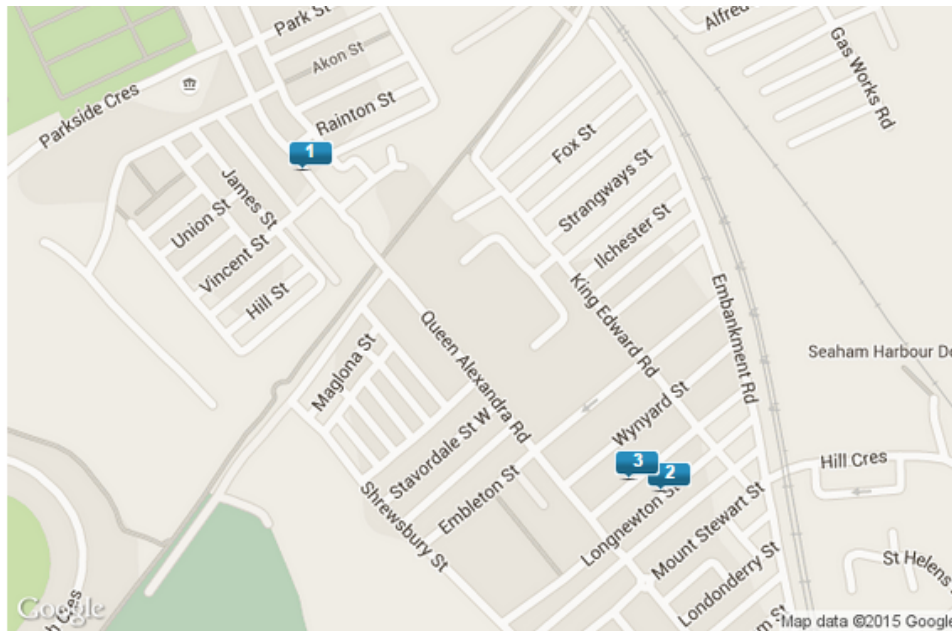 Park St
Alfred
Akon St
Gas Works Rd
Parkside Cres
Rainton St
Fox St
1
James St
Strangways St
Union St
Ilchester St
Vincent St
Hill St
King Edward Rd
Embankment Rd
Queen Alexandra Rd
Maglona St
Seaham Harbour Do
Wynyard St
Stavordale St W
3
2
Hill Cres
Embleton St
Shrewsbury St
Longnewton St
Mount Stewart St
St Helens
Londonderry St
Cres
Google
Map data ©2015 Google